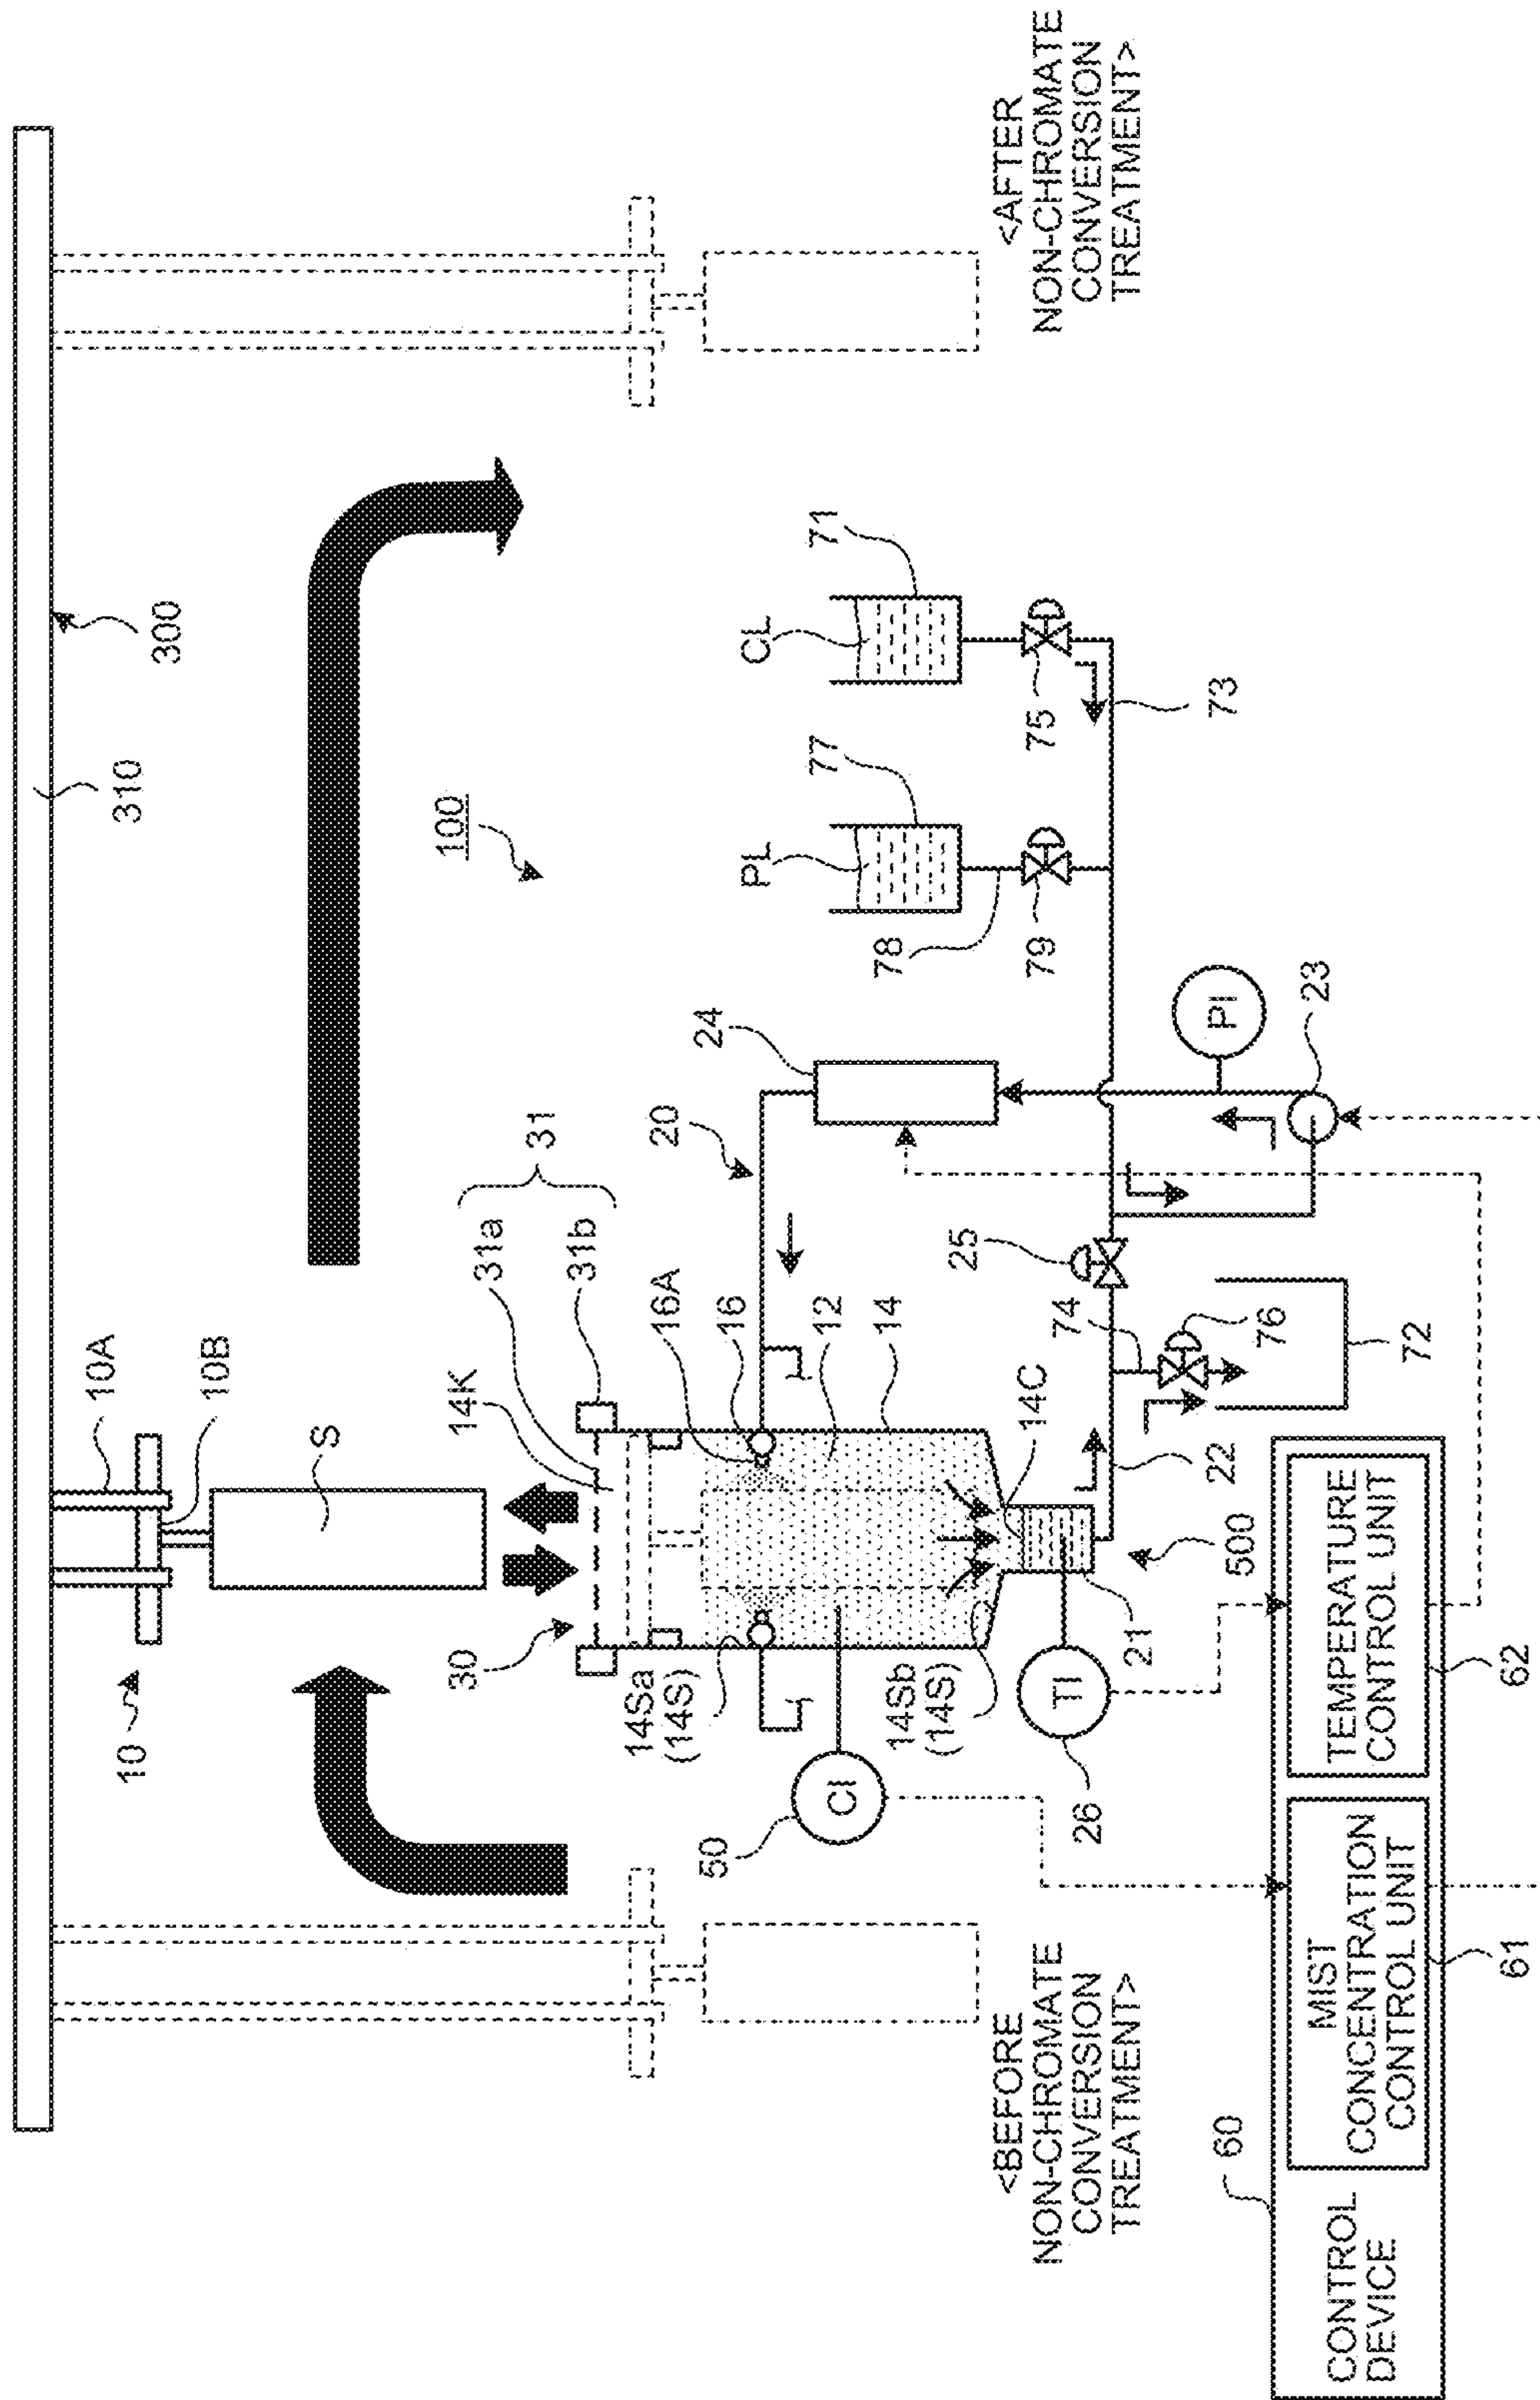 300
310
10A
10B
10
S
100
14K
31a
31b
31
30
16A
16
20
24
12
14
14Sa
(14S)
50
CI
14Sb
(14S)
14C
21
500
26
TI
22
74
76
72
25
23
PI
PL
77
78
79
CL
71
75
73
<BEFORE
NON-CHROMATE
CONVERSION
TREATMENT>
<AFTER
NON-CHROMATE
CONVERSION
TREATMENT>
60
CONTROL
DEVICE
MIST
CONCENTRATION
CONTROL UNIT
61
TEMPERATURE
CONTROL UNIT
62